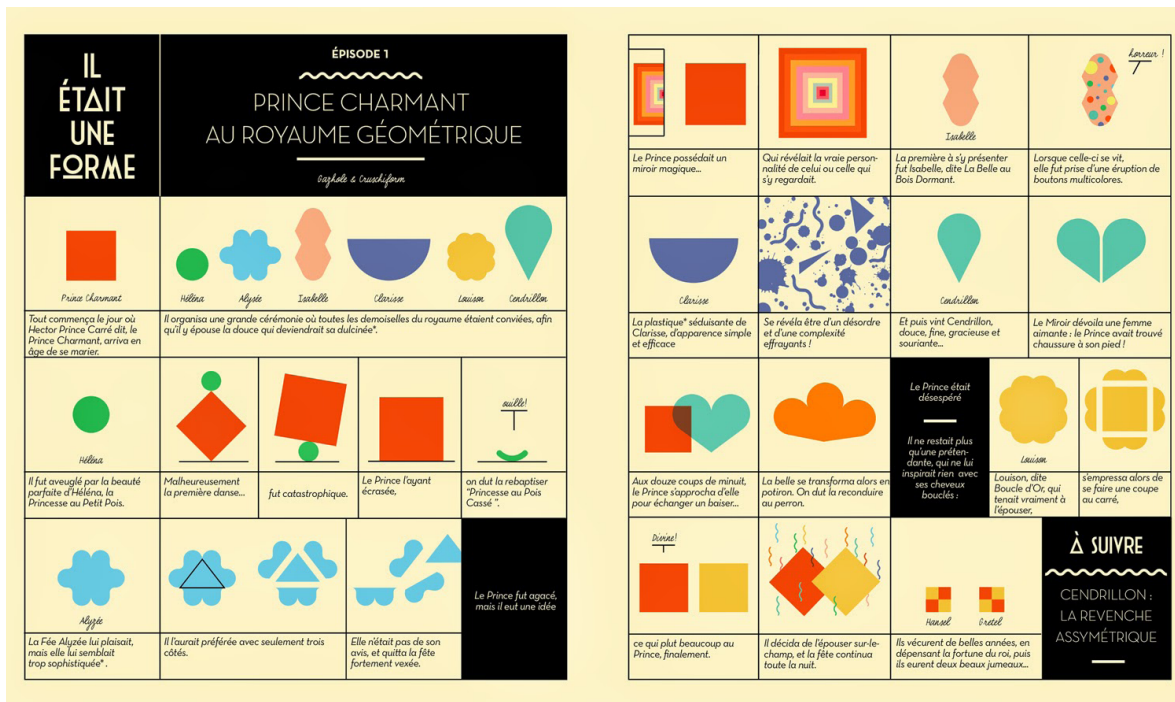 IL
ÉTAIT
UNE
FORME
ÉPISODE 1
PRINCE CHARMANT
AU ROYAUME GÉOMÉTRIQUE
Gazhole & Cruschiform
Prince Charmant
Héléna
Alysée
Isabelle
Clarisse
Louison
Cendrillon
Tout commença le jour où
Hector Prince Carré dit, le
Prince Charmant, arriva en
âge de se marier.
Il organisa une grande cérémonie où toutes les demoiselles du royaume étaient conviées, afin
qu'il y épouse la douce qui deviendrait sa dulcinée*.
Héléna
ouille!
Il fut aveuglé par la beauté
parfaite d'Héléna, la
Princesse au Petit Pois.
Malheureusement
la première danse...
fut catastrophique.
Le Prince l'ayant
écrasée,
on dut la rebaptiser
"Princesse au Pois
Cassé ".
Alyzée
Le Prince fut agacé,
mais il eut une idée
La Fée Alyzée lui plaisait,
mais elle lui semblait
trop sophistiquée* .
Il l'aurait préférée avec seulement trois
côtés.
Elle n'était pas de son
avis, et quitta la fête
fortement vexée.
Isabelle
horreur !
Le Prince possédait un
miroir magique...
Qui révélait la vraie person-
nalité de celui ou celle qui
s'y regardait.
La première à s'y présenter
fut Isabelle, dite La Belle au
Bois Dormant.
Lorsque celle-ci se vit,
elle fut prise d'une éruption de
boutons multicolores.
Clarisse
Cendrillon
La plastique* séduisante de
Clarisse, d'apparence simple
et efficace
Se révéla être d'un désordre
et d'une complexité
effrayants !
Et puis vint Cendrillon,
douce, fine, gracieuse et
souriante...
Le Miroir dévoila une femme
aimante : le Prince avait trouvé
chaussure à son pied !
Le Prince était
désespéré
Il ne restait plus
qu'une préten-
dante, qui ne lui
inspirait rien avec
ses cheveux
bouclés :
Louison
Aux douze coups de minuit,
le Prince s'approcha d'elle
pour échanger un baiser...
La belle se transforma alors en
potiron. On dut la reconduire
au perron.
Louison, dite
Boucle d'Or, qui
tenait vraiment à
l'épouser,
s'empressa alors de
se faire une coupe
au carré,
Divine!
Hansel
Gretel
À SUIVRE
CENDRILLON :
LA REVENCHE
ASSYMÉTRIQUE
ce qui plut beaucoup au
Prince, finalement.
Il décida de l'épouser sur-le-
champ, et la fête continua
toute la nuit.
Ils vécurent de belles années, en
dépensant la fortune du roi, puis
ils eurent deux beaux jumeaux...